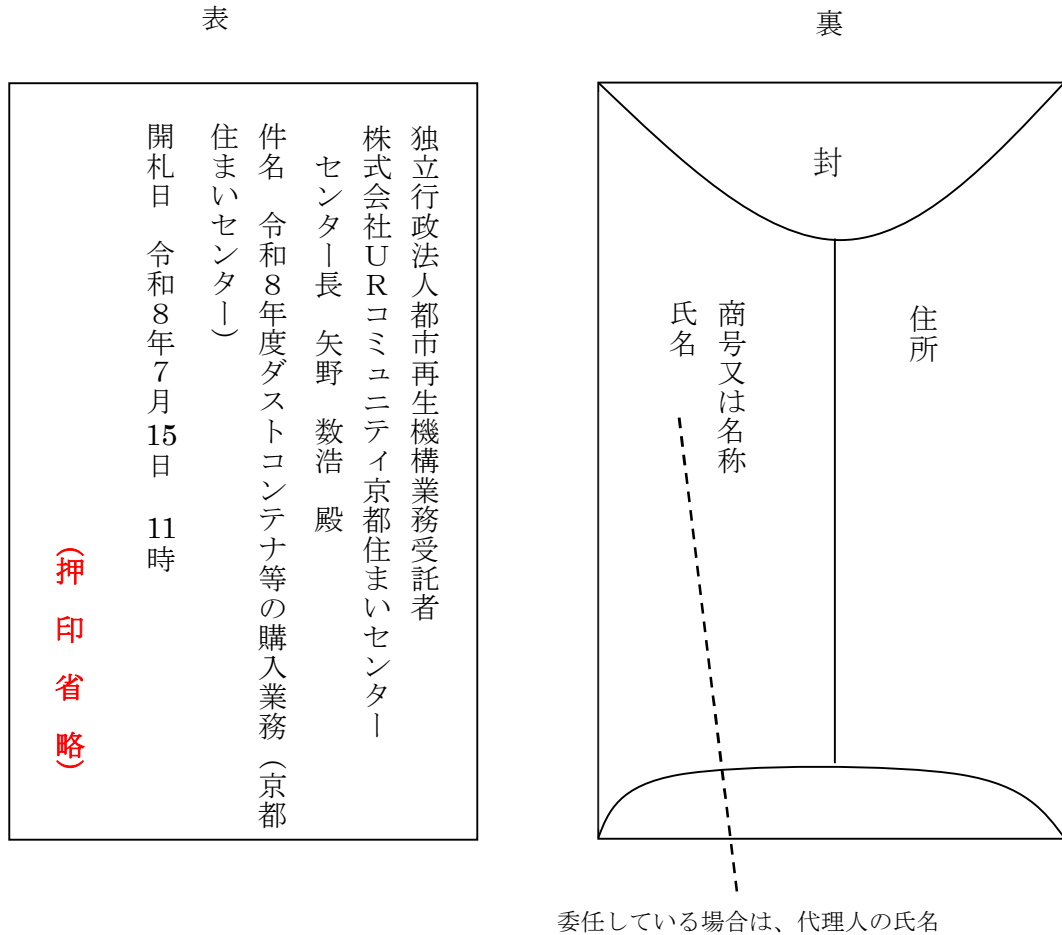 表
独立行政法人都市再生機構業務受託者
株式会社ＵＲコミュニティ京都住まいセンター
センター長　矢野　数浩　殿
件名　令和８年度ダストコンテナ等の購入業務（京都
住まいセンター）
開札日　令和８年７月15日　11時
（押印省略）
裏
封
住所
商号又は名称
氏名
委任している場合は、代理人の氏名